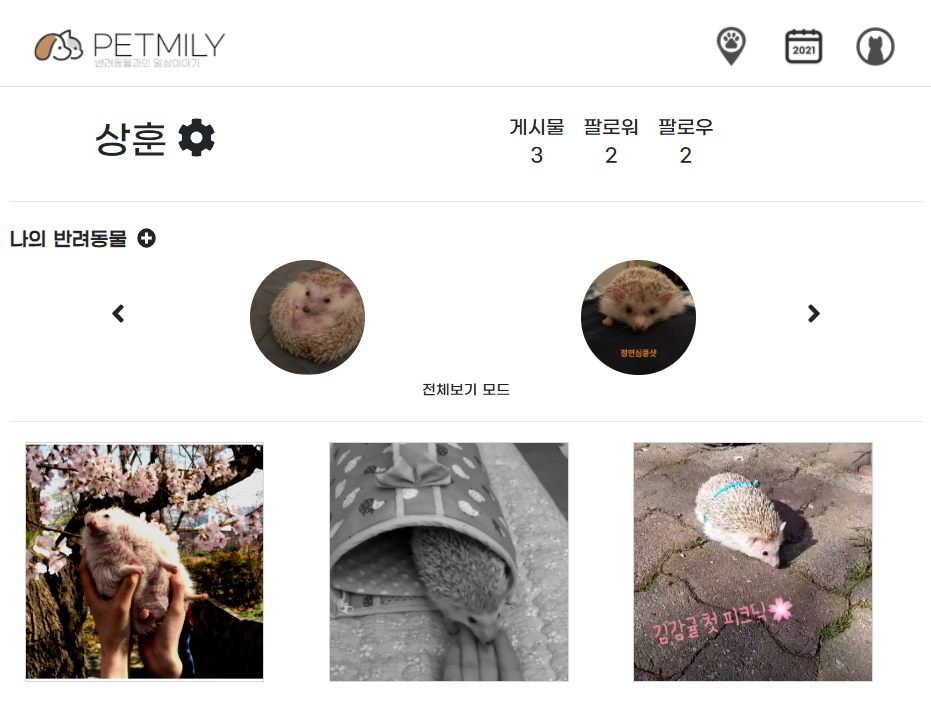 PETMILY
반려동물과의 일상이야기
2021
상훈
게시물 팔로워 팔로우
3 2 2
나의 반려동물
정면심쿵샷
전체보기 모드
김감귤 첫 피크닉